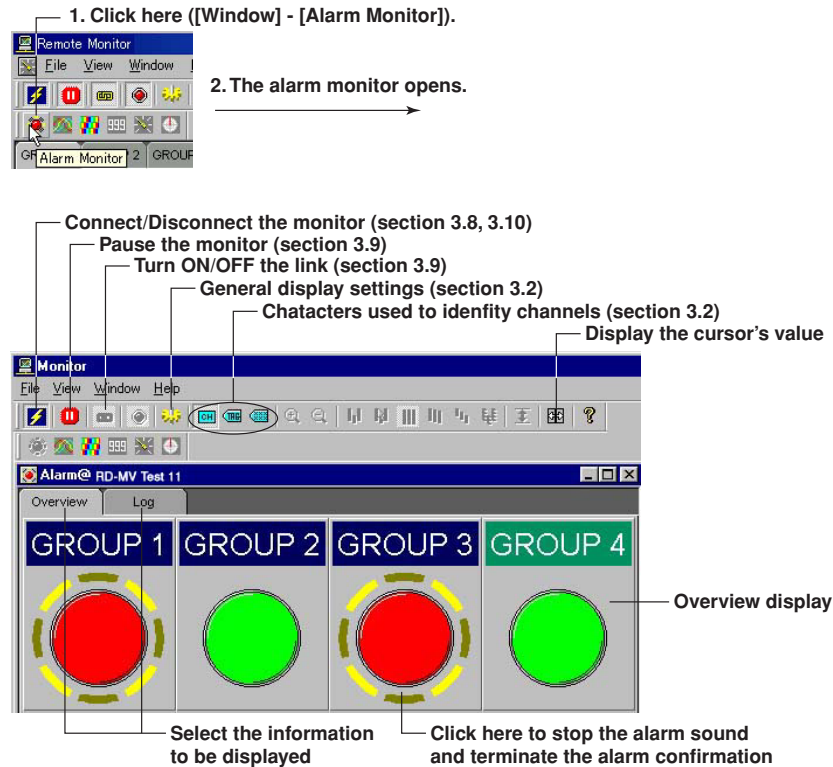 1. Click here ([Window] - [Alarm Monitor]).
Remote Monitor
File View Window
999
Alarm Monitor 2 GROUP
2. The alarm monitor opens.
Connect/Disconnect the monitor (section 3.8, 3.10)
Pause the monitor (section 3.9)
Turn ON/OFF the link (section 3.9)
General display settings (section 3.2)
Chatacters used to idenfity channels (section 3.2)
Display the cursor's value
Monitor
File View Window Help
CH TAG
999
Alarm@ RD-MV Test 11
Overview Log
GROUP 1 GROUP 2 GROUP 3 GROUP 4
Overview display
Select the information
to be displayed
Click here to stop the alarm sound
and terminate the alarm confirmation